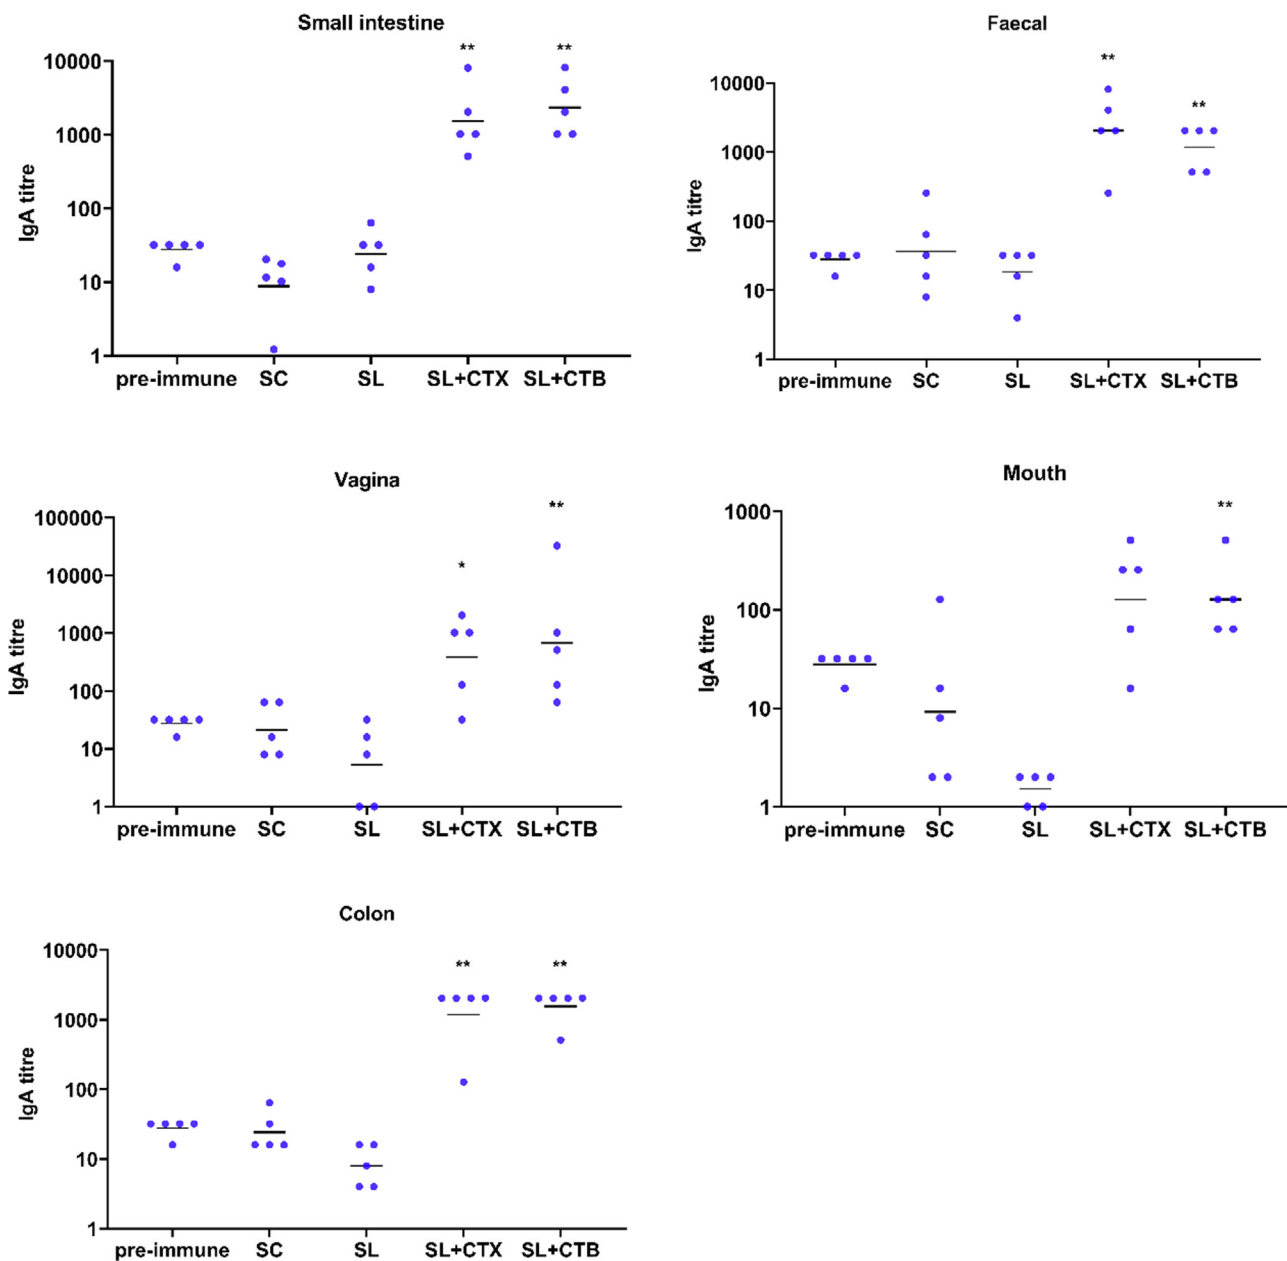 Small intestine
**
**
10000
1000
100
10
1
IgA titre
pre-immune SC SL SL+CTX SL+CTB
Faecal
**
**
10000
1000
100
10
1
IgA titre
pre-immune SC SL SL+CTX SL+CTB
Vagina
**
*
100000
10000
1000
100
10
1
IgA titre
pre-immune SC SL SL+CTX SL+CTB
Mouth
**
1000
100
10
1
IgA titre
pre-immune SC SL SL+CTX SL+CTB
Colon
**
**
10000
1000
100
10
1
IgA titre
pre-immune SC SL SL+CTX SL+CTB